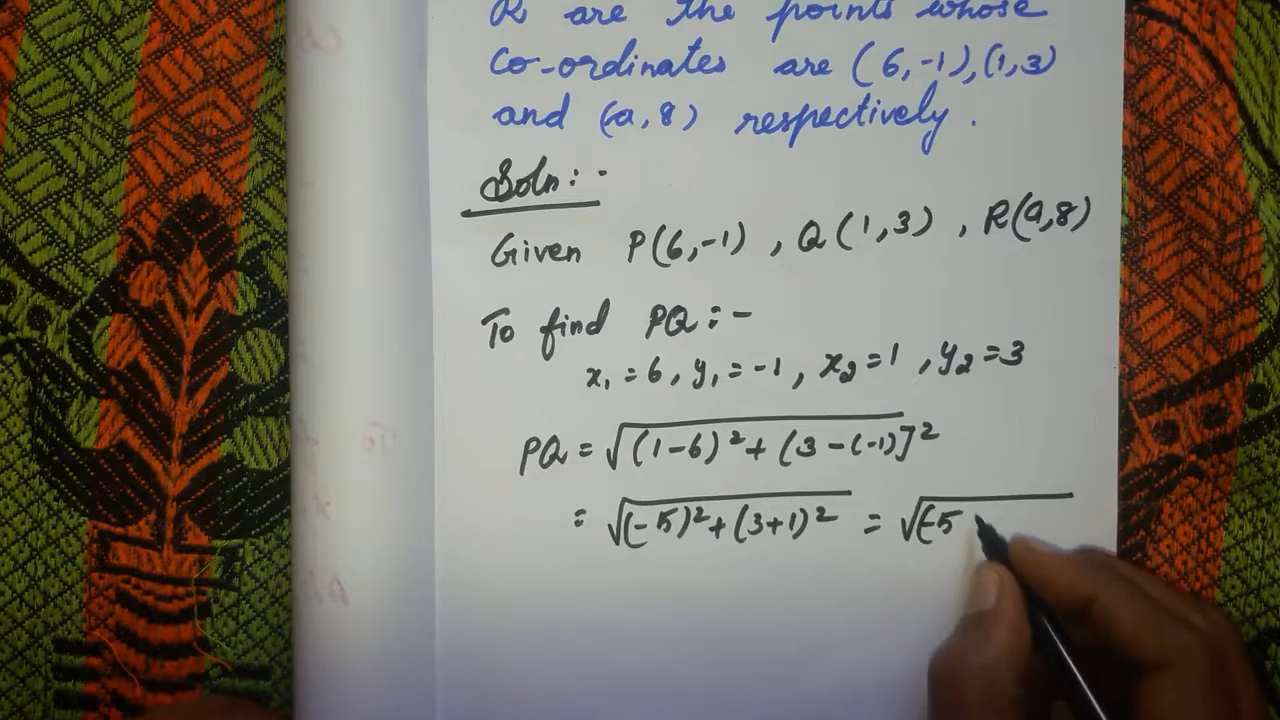 R are the points whose
co-ordinates are (6,-1),(1,3)
and (a,8) respectively.
Soln:-
Given P(6,-1) , Q(1,3) , R(a,8)
To find PQ:-
x₁=6, y₁=-1, x₂=1 , y₂=3
PQ = √(1-6)²+(3-(-1)]²
= √(-5)²+(3+1)² = √(-5